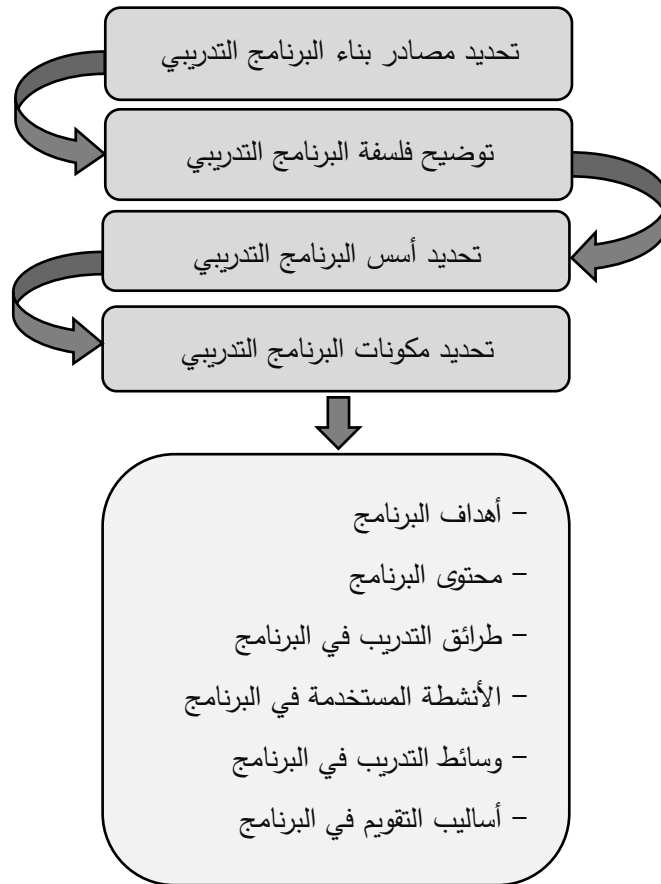 تحديد مصادر بناء البرنامج التدريبي
توضيح فلسفة البرنامج التدريبي
تحديد أسس البرنامج التدريبي
تحديد مكونات البرنامج التدريبي
- أهداف البرنامج
- محتوى البرنامج
- طرائق التدريب في البرنامج
- الأنشطة المستخدمة في البرنامج
- وسائط التدريب في البرنامج
- أساليب التقويم في البرنامج